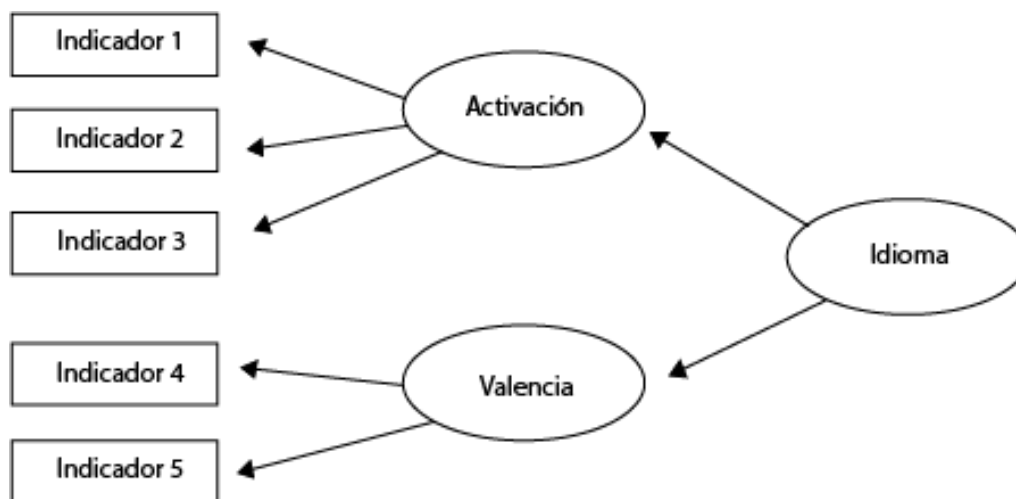 Indicador 1
Indicador 2
Indicador 3
Indicador 4
Indicador 5
Activación
Valencia
Idioma